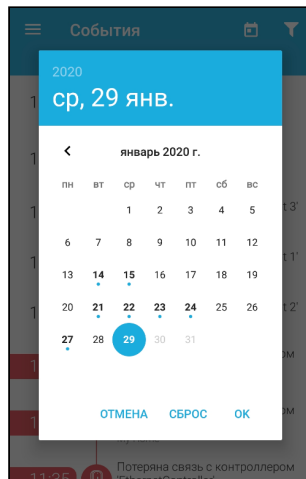 События
2020
ср, 29 янв.
январь 2020 г.
пн вт ср чт пт сб вс
1 2 3 4 5
6 7 8 9 10 11 12
13 14 15 16 17 18 19
20 21 22 23 24 25 26
27 28 29 30 31
ОТМЕНА СБРОС OK
11:35 Потеряна связь с контроллером